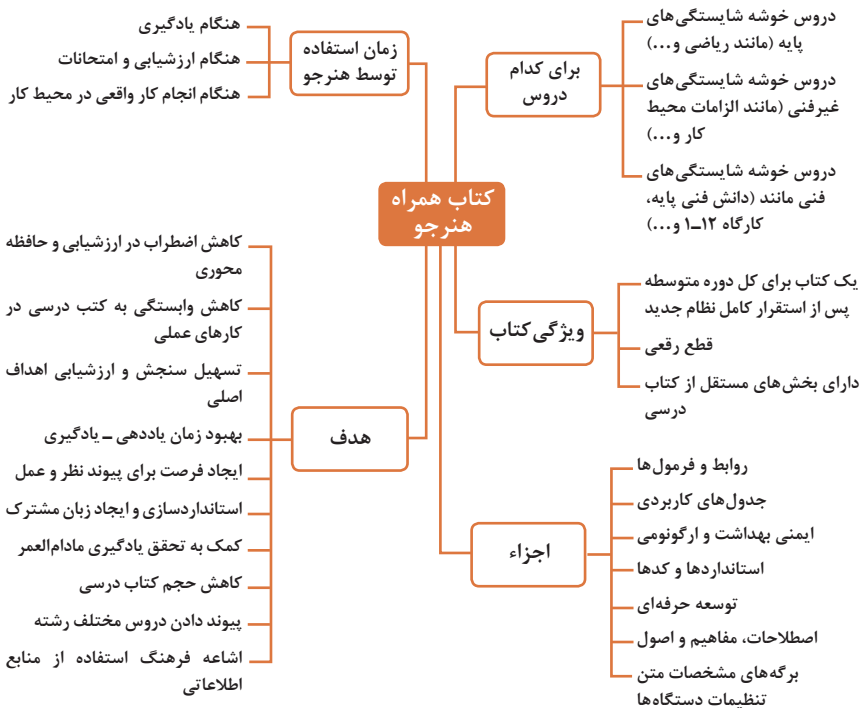 کتاب همراه
هنرجو
برای کدام
دروس
دروس خوشه شایستگی‌های
پایه (مانند ریاضی و...)
دروس خوشه شایستگی‌های
غیرفنی (مانند الزامات محیط
کار و...)
دروس خوشه شایستگی‌های
فنی مانند (دانش فنی پایه،
کارگاه ۱۲–۱ و...)
ویژگی کتاب
یک کتاب برای کل دوره متوسطه
پس از استقرار کامل نظام جدید
قطع رقعی
دارای بخش‌های مستقل از کتاب
درسی
اجزاء
روابط و فرمول‌ها
جدول‌های کاربردی
ایمنی بهداشت و ارگونومی
استانداردها و کدها
توسعه حرفه‌ای
اصطلاحات، مفاهیم و اصول
برگه‌های مشخصات متن
تنظیمات دستگاه‌ها
زمان استفاده
توسط هنرجو
هنگام یادگیری
هنگام ارزشیابی و امتحانات
هنگام انجام کار واقعی در محیط کار
هدف
کاهش اضطراب در ارزشیابی و حافظه
محوری
کاهش وابستگی به کتب درسی در
کارهای عملی
تسهیل سنجش و ارزشیابی اهداف
اصلی
بهبود زمان یاددهی – یادگیری
ایجاد فرصت برای پیوند نظر و عمل
استانداردسازی و ایجاد زبان مشترک
کمک به تحقق یادگیری مادام‌العمر
کاهش حجم کتاب درسی
پیوند دادن دروس مختلف رشته
اشاعه فرهنگ استفاده از منابع
اطلاعاتی